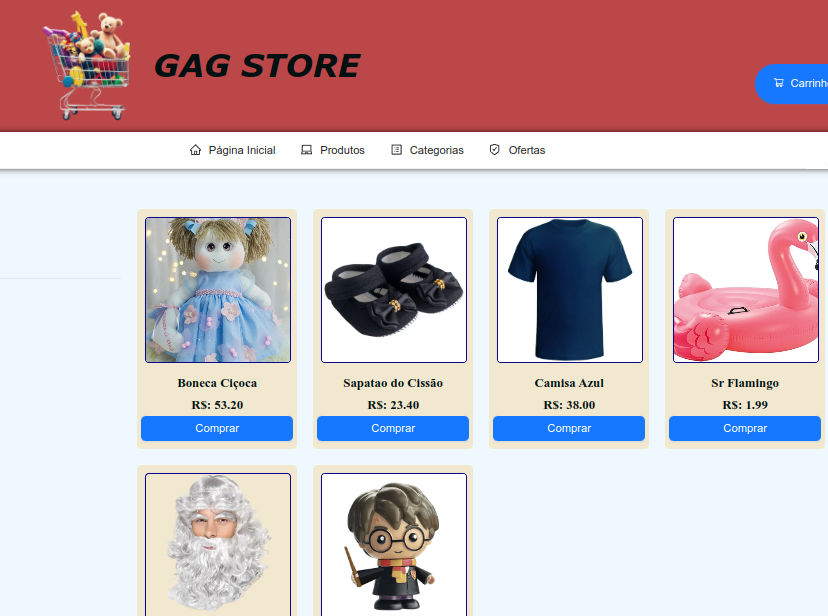 GAG STORE
Carrinh
Página Inicial Produtos Categorias Ofertas
Boneca Ciçoca Sapatao do Cissão Camisa Azul Sr Flamingo
R$: 53.20 R$: 23.40 R$: 38.00 R$: 1.99
Comprar Comprar Comprar Comprar